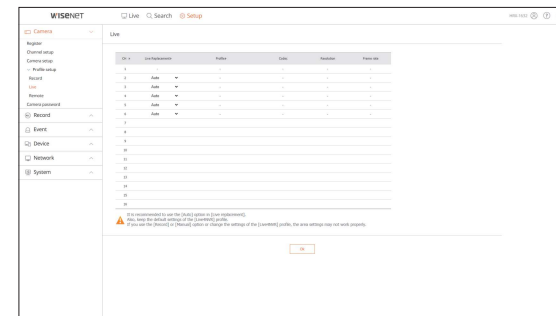 WISENET
Live Search Setup
Camera
Live
Register
Channel setup
Camera setup
Profile setup
Record
Live
Remote
Camera password
Record
Event
Device
Network
System
Live Replacement Profiles Codec Resolution Frame rate
1 - - - - -
2 Auto - - - -
3 Auto - - - -
4 Auto - - - -
5 Auto - - - -
6 Auto - - - -
7
8
9
10
11
12
13
14
15
16
It is recommended to use the [Auto] option in [Live replacement].
Also, keep the default settings of the [Live4NVR] profile.
If you use the [Record] or [Manual] option or change the settings of the [Live4NVR] profile, the area settings may not work properly.
Ok